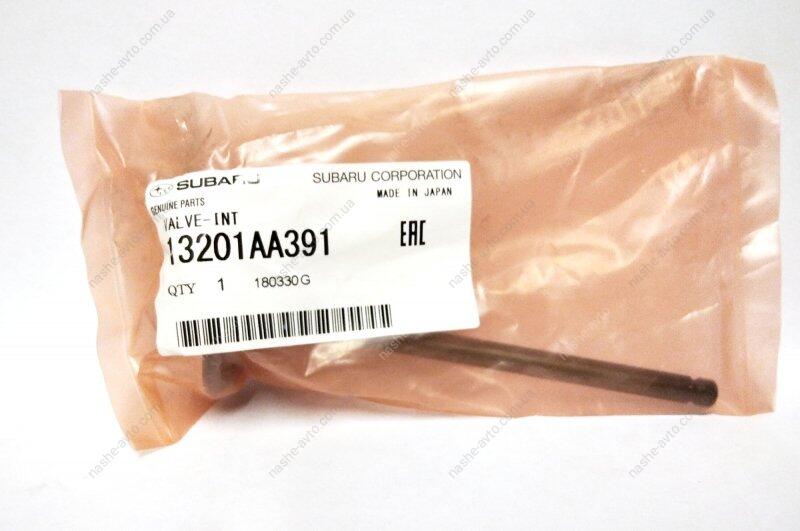 SUBARU
SUBARU CORPORATION
GENUINE PARTS
MADE IN JAPAN
VALVE-INT
13201AA391
EAC
QTY 1 180330G
nashe-avto.com.ua